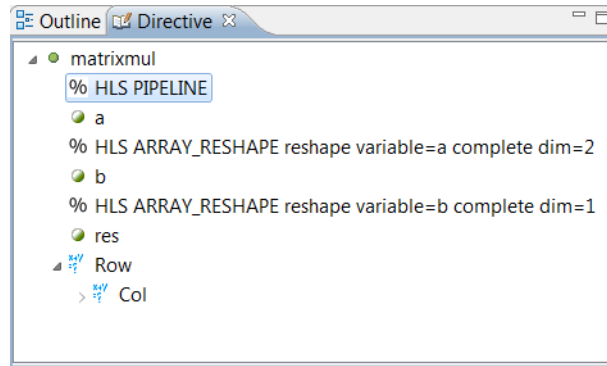 Outline Directive
matrixmul
% HLS PIPELINE
a
% HLS ARRAY_RESHAPE reshape variable=a complete dim=2
b
% HLS ARRAY_RESHAPE reshape variable=b complete dim=1
res
Row
Col